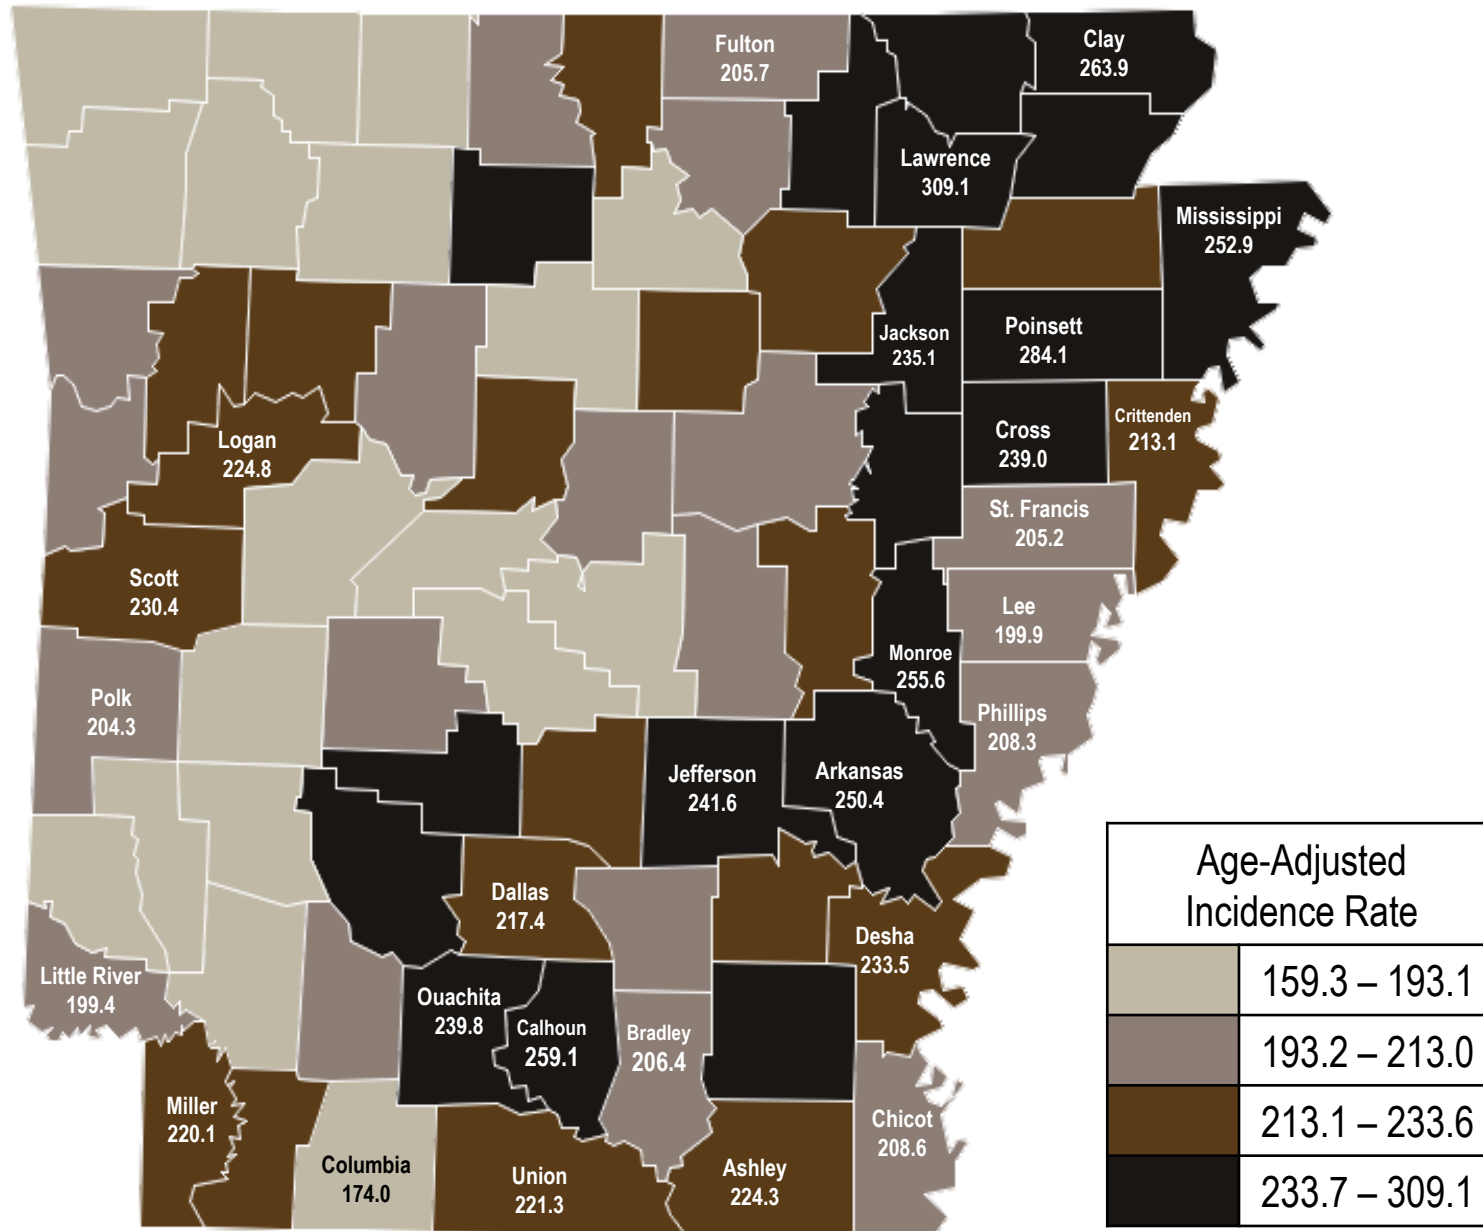 Fulton
205.7
Clay
263.9
Lawrence
309.1
Mississippi
252.9
Jackson
235.1
Poinsett
284.1
Crittenden
213.1
Logan
224.8
Cross
239.0
St. Francis
205.2
Scott
230.4
Lee
199.9
Monroe
255.6
Polk
204.3
Phillips
208.3
Jefferson
241.6
Arkansas
250.4
Dallas
217.4
Desha
233.5
Little River
199.4
Ouachita
239.8
Calhoun
259.1
Bradley
206.4
Miller
220.1
Chicot
208.6
Columbia
174.0
Union
221.3
Ashley
224.3
Age-Adjusted
Incidence Rate
159.3 – 193.1
193.2 – 213.0
213.1 – 233.6
233.7 – 309.1